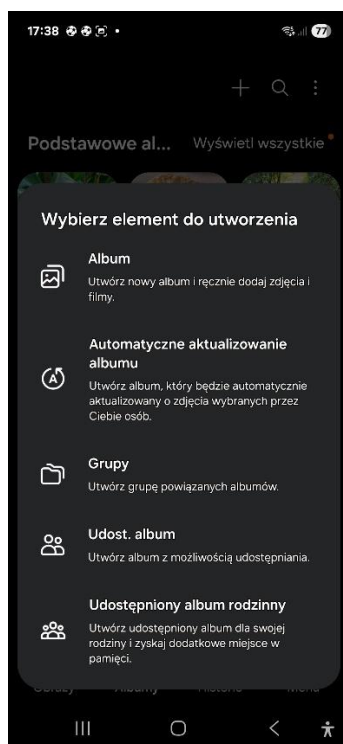 17:38
77
Podstawowe al... Wyświetl wszystkie
Wybierz element do utworzenia
Album
Utwórz nowy album i ręcznie dodaj zdjęcia i
filmy.
Automatyczne aktualizowanie
albumu
Utwórz album, który będzie automatycznie
aktualizowany o zdjęcia wybranych przez
Ciebie osób.
Grupy
Utwórz grupę powiązanych albumów.
Udost. album
Utwórz album z możliwością udostępniania.
Udostępniony album rodzinny
Utwórz udostępniony album dla swojej
rodziny i zyskaj dodatkowe miejsce w
pamięci.